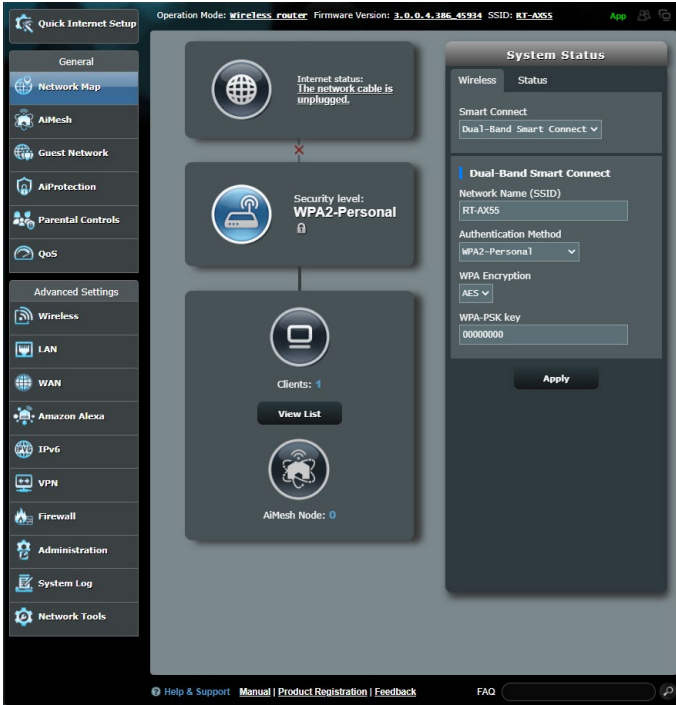 Quick Internet Setup
Operation Mode: Wireless router Firmware Version: 3.0.0.4.386_45934 SSID: RT-AX55
App
General
Network Map
AiMesh
Guest Network
AiProtection
Parental Controls
QoS
Advanced Settings
Wireless
LAN
WAN
Amazon Alexa
IPv6
VPN
Firewall
Administration
System Log
Network Tools
Internet status:
The network cable is
unplugged.
Security level:
WPA2-Personal
Clients: 1
View List
AiMesh Node: 0
System Status
Wireless Status
Smart Connect
Dual-Band Smart Connect
Dual-Band Smart Connect
Network Name (SSID)
RT-AX55
Authentication Method
WPA2-Personal
WPA Encryption
AES
WPA-PSK key
00000000
Apply
Help & Support Manual | Product Registration | Feedback FAQ